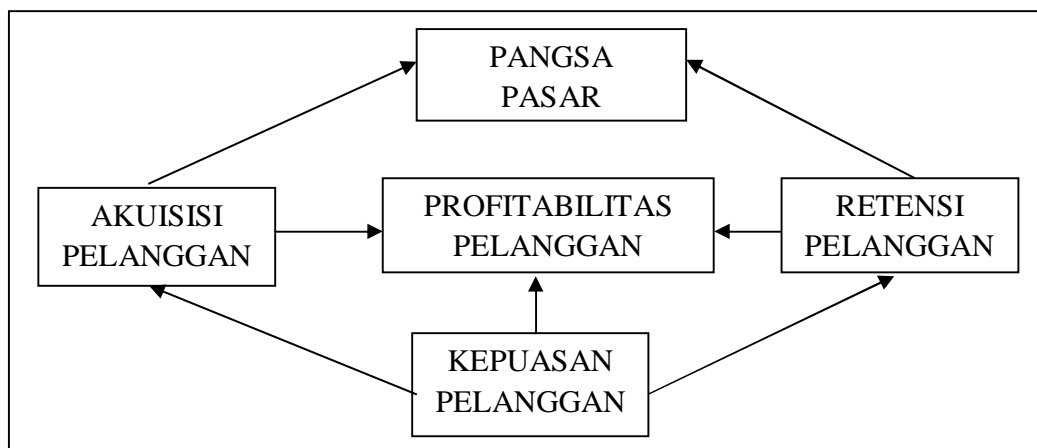 PANGSA
PASAR
AKUISISI
PELANGGAN
PROFITABILITAS
PELANGGAN
RETENSI
PELANGGAN
KEPUASAN
PELANGGAN